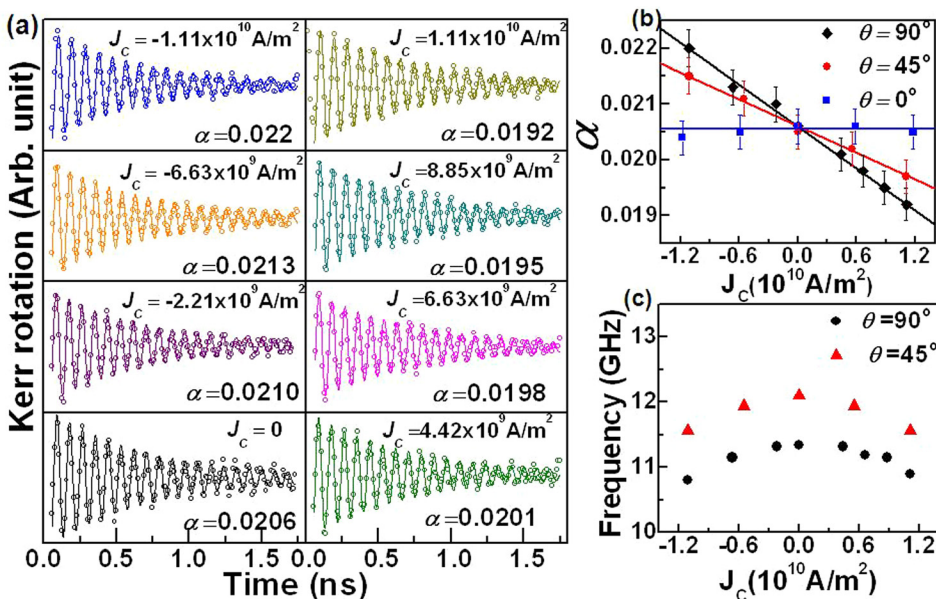 (a)
Kerr rotation (Arb. unit)
J_C = -1.11x10^10 A/m^2
α=0.022
J_C = 1.11x10^10 A/m^2
α=0.0192
J_C = -6.63x10^9 A/m^2
α=0.0213
J_C = 8.85x10^9 A/m^2
α=0.0195
J_C = -2.21x10^9 A/m^2
α=0.0210
J_C = 6.63x10^9 A/m^2
α=0.0198
J_C = 0
α=0.0206
J_C =4.42x10^9 A/m^2
α=0.0201
0.0 0.5 1.0 1.5 0.0 0.5 1.0 1.5
Time (ns)
(b)
α
0.022
0.021
0.020
0.019
θ = 90°
θ = 45°
θ = 0°
-1.2 -0.6 0.0 0.6 1.2
J_C(10^10 A/m^2)
(c)
Frequency (GHz)
13
12
11
10
θ =90°
θ =45°
-1.2 -0.6 0.0 0.6 1.2
J_C(10^10 A/m^2)